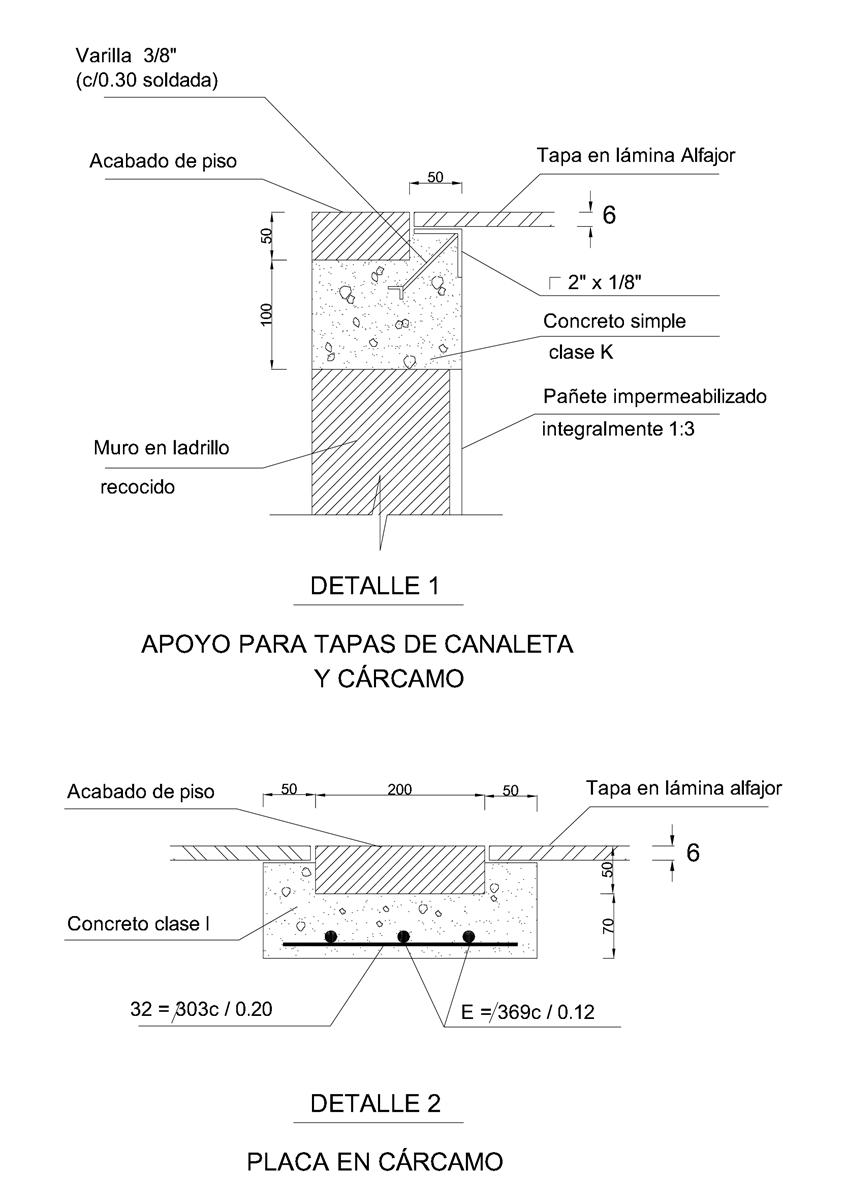 Varilla 3/8"
(c/0.30 soldada)
Acabado de piso
50
Tapa en lámina Alfajor
6
50
100
2" x 1/8"
Concreto simple
clase K
Pañete impermeabilizado
integralmente 1:3
Muro en ladrillo
recocido
DETALLE 1
APOYO PARA TAPAS DE CANALETA
Y CÁRCAMO
Acabado de piso
50
200
50
Tapa en lámina alfajor
6
50
70
Concreto clase I
32 =/303c / 0.20
E =/369c / 0.12
DETALLE 2
PLACA EN CÁRCAMO